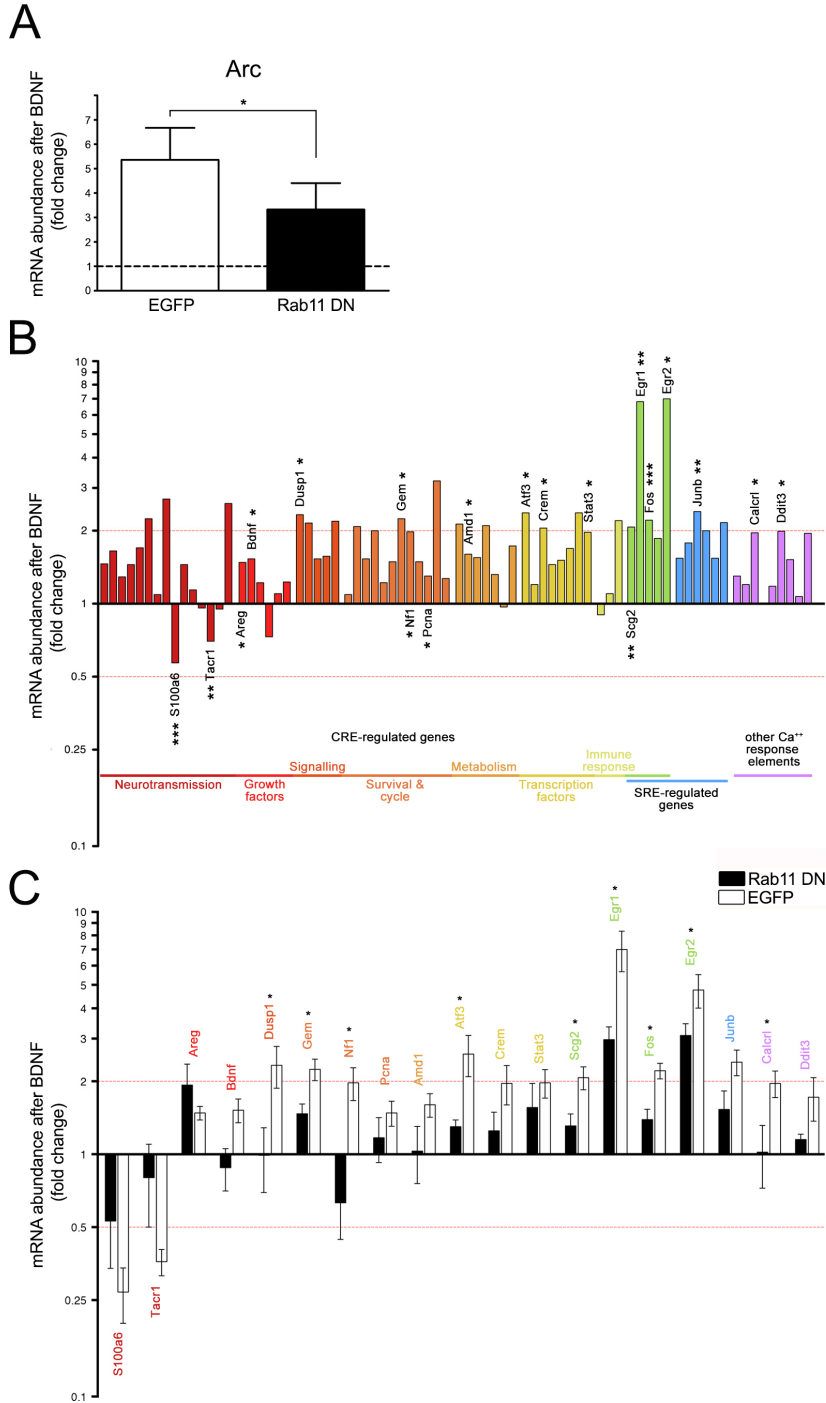 A
Arc
mRNA abundance after BDNF
(fold change)
7
6
5
4
3
2
1
0
*
EGFP
Rab11 DN
B
mRNA abundance after BDNF
(fold change)
10
9
8
7
6
5
4
3
2
1
0.5
0.25
0.1
*** S100a6
** Tacr1
* Areg
Bdnf *
Dusp1 *
Gem *
* Nf1
* Pcna
Amd1 *
Atf3 *
Crem *
Stat3 *
** Scg2
Egr1 **
Fos ***
Egr2 *
Junb **
Calcrl *
Ddit3 *
CRE-regulated genes
Neurotransmission
Growth
factors
Signalling
Survival &
cycle
Metabolism
Transcription
factors
Immune
response
SRE-regulated
genes
other Ca++
response
elements
C
Rab11 DN
EGFP
mRNA abundance after BDNF
(fold change)
10
9
8
7
6
5
4
3
2
1
0.5
0.25
0.1
S100a6
Tacr1
Areg
Bdnf
Dusp1 *
Gem *
Nf1 *
Pcna
Amd1
Atf3 *
Crem
Stat3
Scg2 *
Egr1 *
Fos *
Egr2 *
Junb
Calcrl *
Ddit3